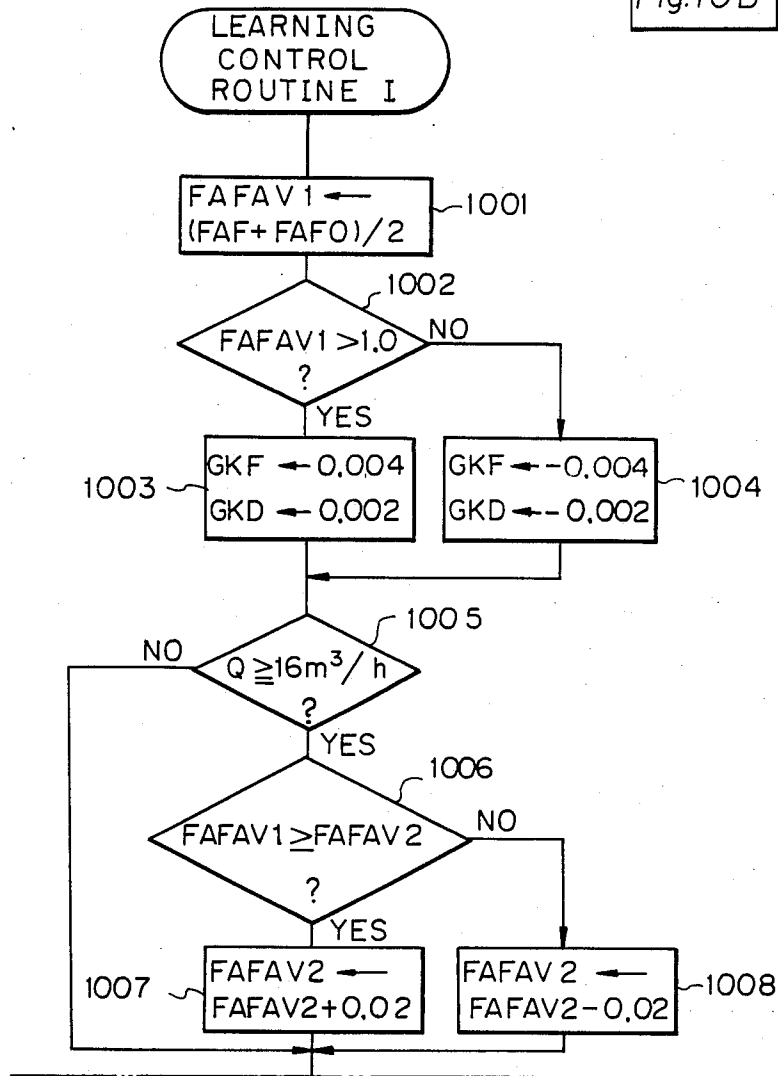 Fig.10B
LEARNING
CONTROL
ROUTINE I
FAFAV1 ←
(FAF+FAFO)/2
1001
1002
FAFAV1>1.0
?
NO
YES
GKF ← 0.004
GKD ← 0.002
1003
GKF ← -0.004
GKD ← -0.002
1004
1005
NO
Q ≧16m³/h
?
YES
1006
FAFAV1≥FAFAV2
?
NO
YES
FAFAV2 ←
FAFAV2+0.02
1007
FAFAV2 ←
FAFAV2-0.02
1008